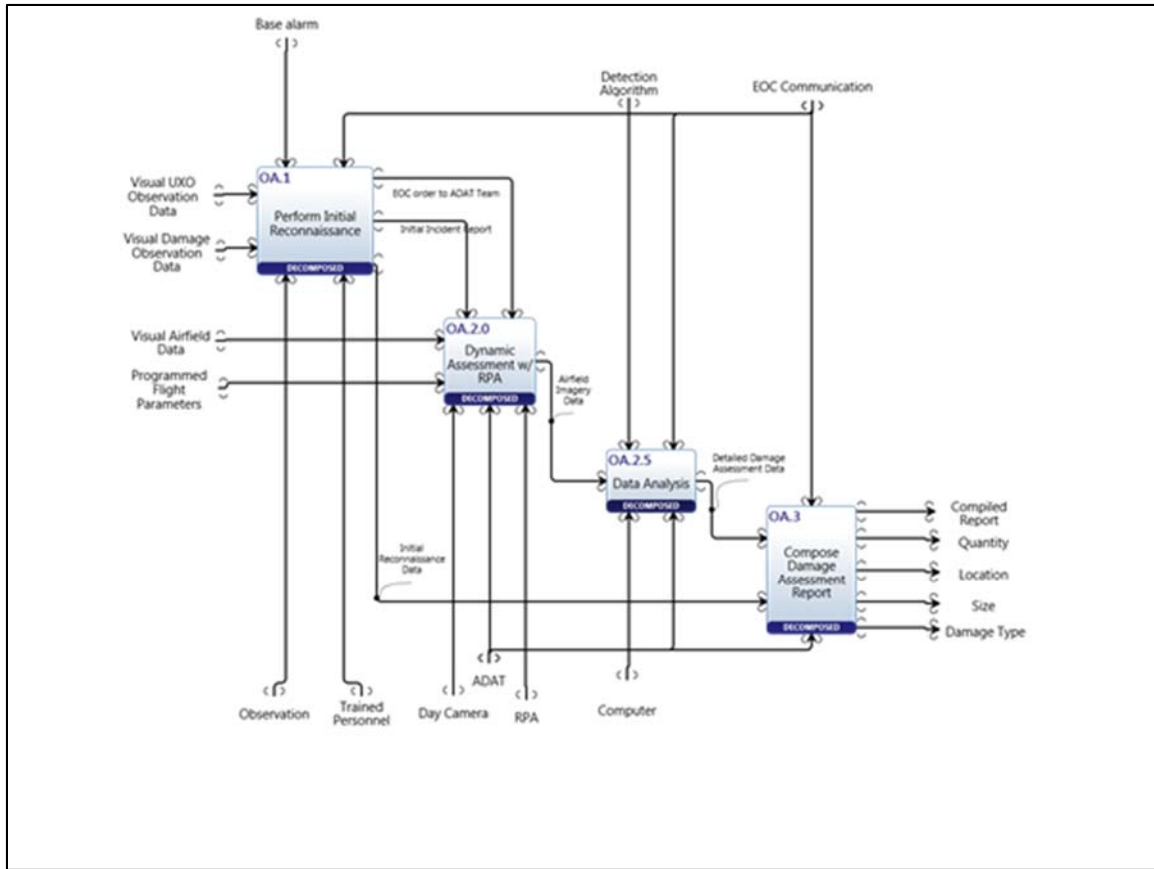 Base alarm
Detection
Algorithm
EOC Communication
OA.1
Perform Initial
Reconnaissance
DECOMPOSED
Visual UXO
Observation
Data
Visual Damage
Observation
Data
EOC order to ADAT Team
Initial Incident Report
Visual Airfield
Data
Programmed
Flight
Parameters
OA.2.0
Dynamic
Assessment w/
RPA
DECOMPOSED
Airfield
Imagery
Data
OA.2.5
Data Analysis
DECOMPOSED
Detailed Damage
Assessment Data
OA.3
Compose
Damage
Assessment
Report
DECOMPOSED
Compiled
Report
Quantity
Location
Size
Damage Type
Initial
Reconnaissance
Data
Observation
Trained
Personnel
Day Camera
ADAT
RPA
Computer